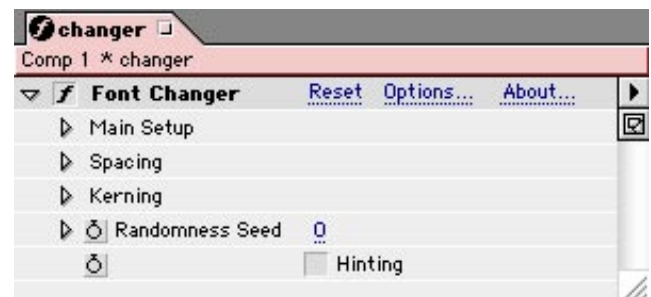 changer
Comp 1 * changer
Font Changer Reset Options... About...
Main Setup
Spacing
Kerning
Randomness Seed 0
Hinting